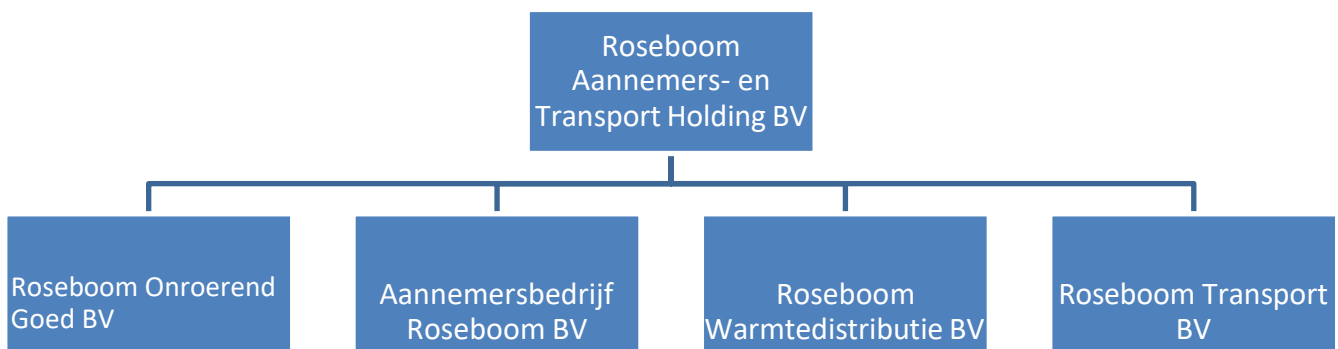 Roseboom
Aannemers- en
Transport Holding BV
Roseboom Onroerend
Goed BV
Aannemersbedrijf
Roseboom BV
Roseboom
Warmtedistributie BV
Roseboom Transport
BV